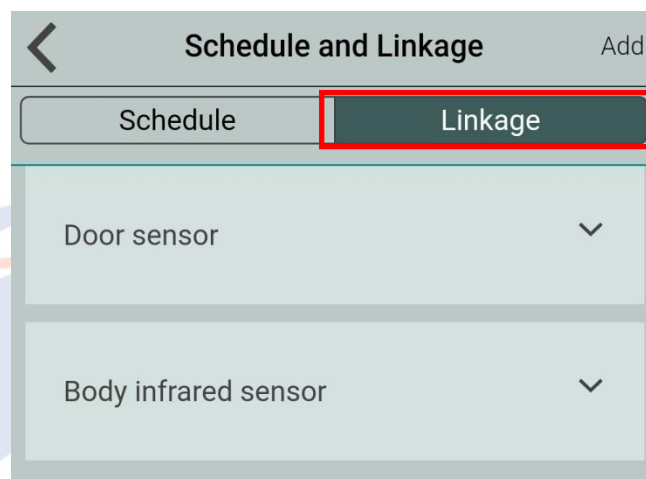 Schedule and Linkage Add
Schedule Linkage
Door sensor
Body infrared sensor